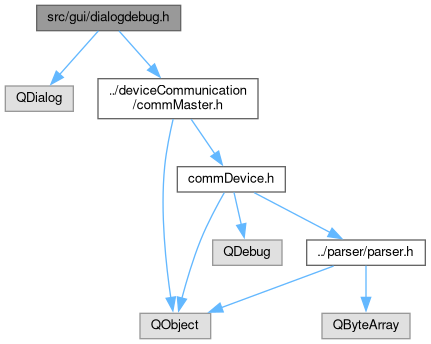 src/gui/dialogdebug.h
QDialog
../deviceCommunication
/commMaster.h
commDevice.h
QDebug
../parser/parser.h
QObject
QByteArray